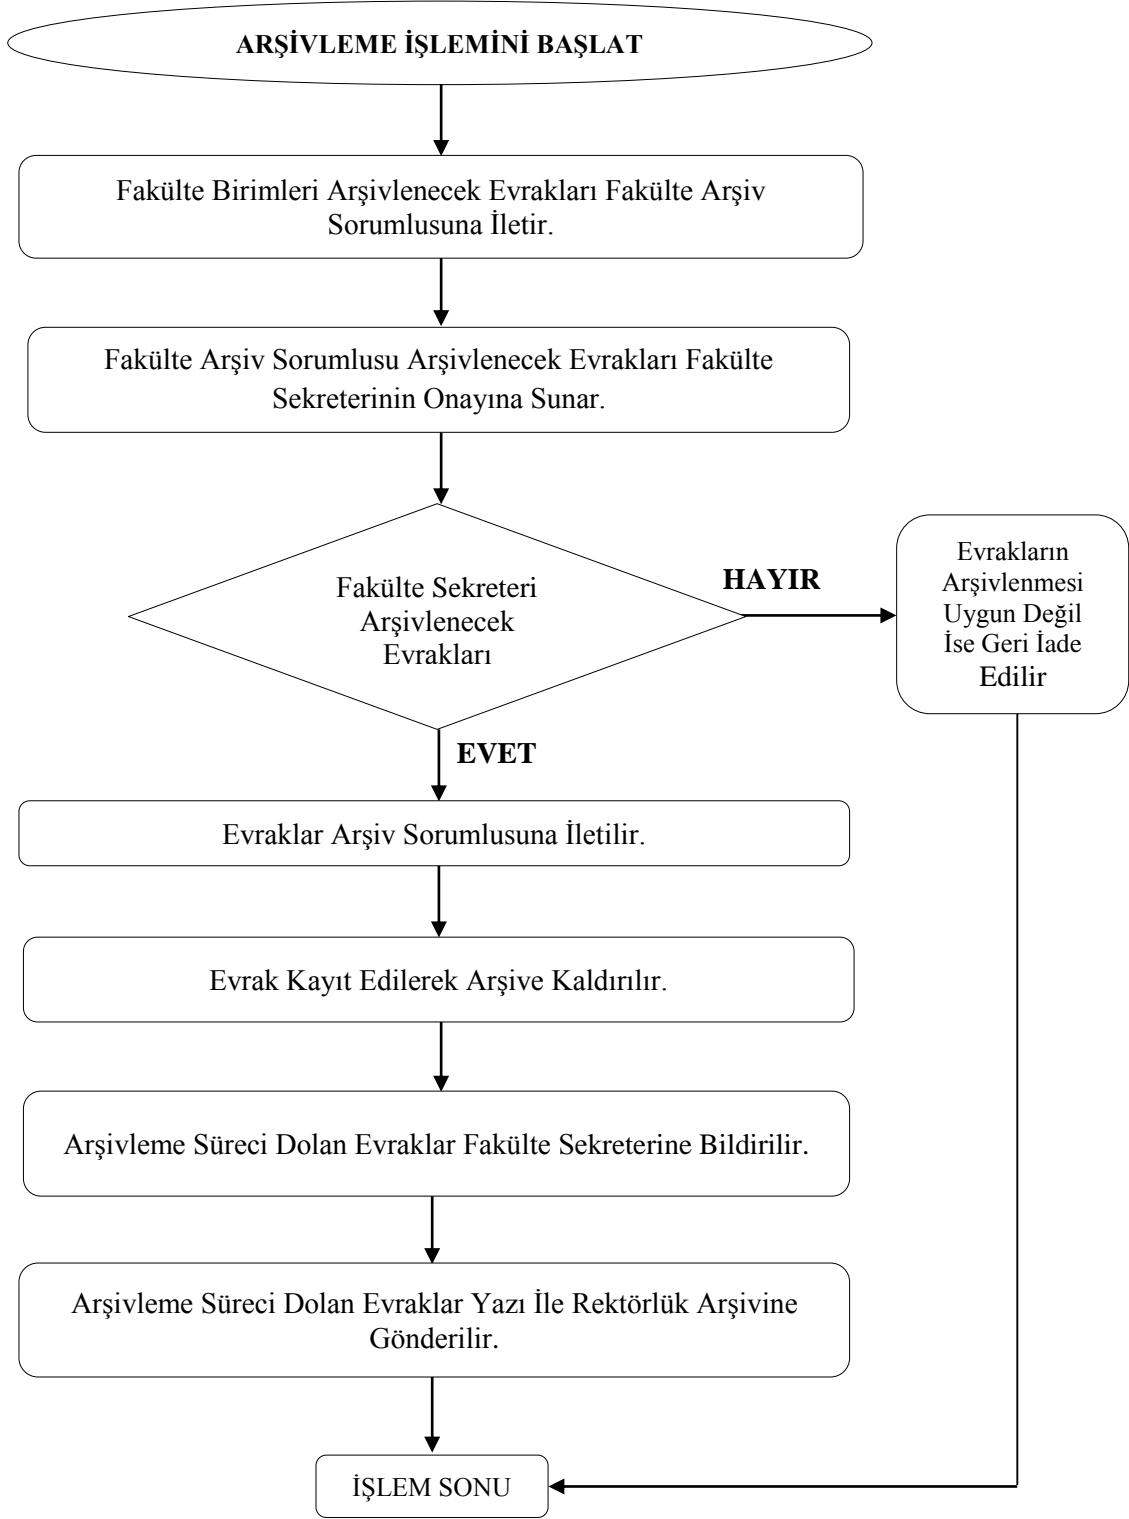 ARŞİVLEME İŞLEMİNİ BAŞLAT
Fakülte Birimleri Arşivlenecek Evrakları Fakülte Arşiv
Sorumlusuna İletir.
Fakülte Arşiv Sorumlusu Arşivlenecek Evrakları Fakülte
Sekreterinin Onayına Sunar.
Fakülte Sekreteri
Arşivlenecek
Evrakları
HAYIR
Evrakların
Arşivlenmesi
Uygun Değil
İse Geri İade
Edilir
EVET
Evraklar Arşiv Sorumlusuna İletilir.
Evrak Kayıt Edilerek Arşive Kaldırılır.
Arşivleme Süreci Dolan Evraklar Fakülte Sekreterine Bildirilir.
Arşivleme Süreci Dolan Evraklar Yazı İle Rektörlük Arşivine
Gönderilir.
İŞLEM SONU